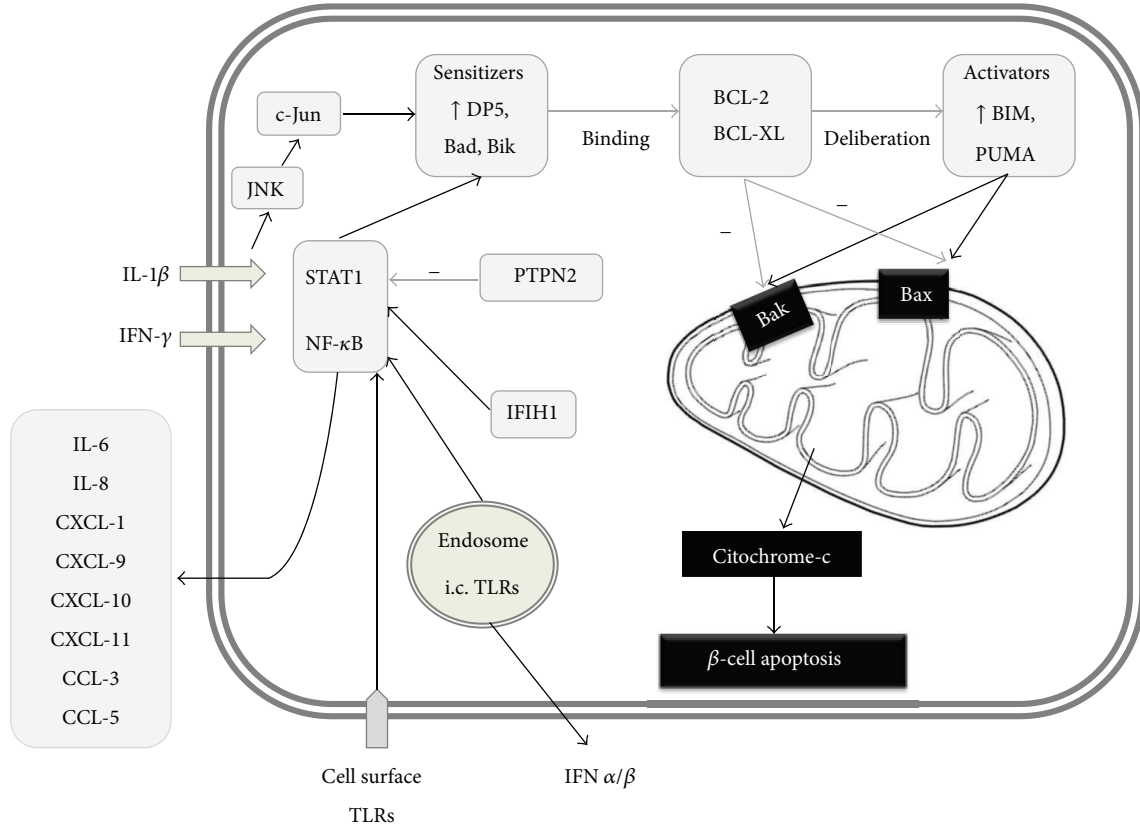 Sensitizers
↑ DP5,
Bad, Bik
c-Jun
JNK
Binding
BCL-2
BCL-XL
Deliberation
Activators
↑ BIM,
PUMA
–
–
IL-1β
IFN-γ
STAT1
NF-κB
–
PTPN2
IFIH1
Bak
Bax
IL-6
IL-8
CXCL-1
CXCL-9
CXCL-10
CXCL-11
CCL-3
CCL-5
Endosome
i.c. TLRs
Citochrome-c
β-cell apoptosis
Cell surface
TLRs
IFN α/β